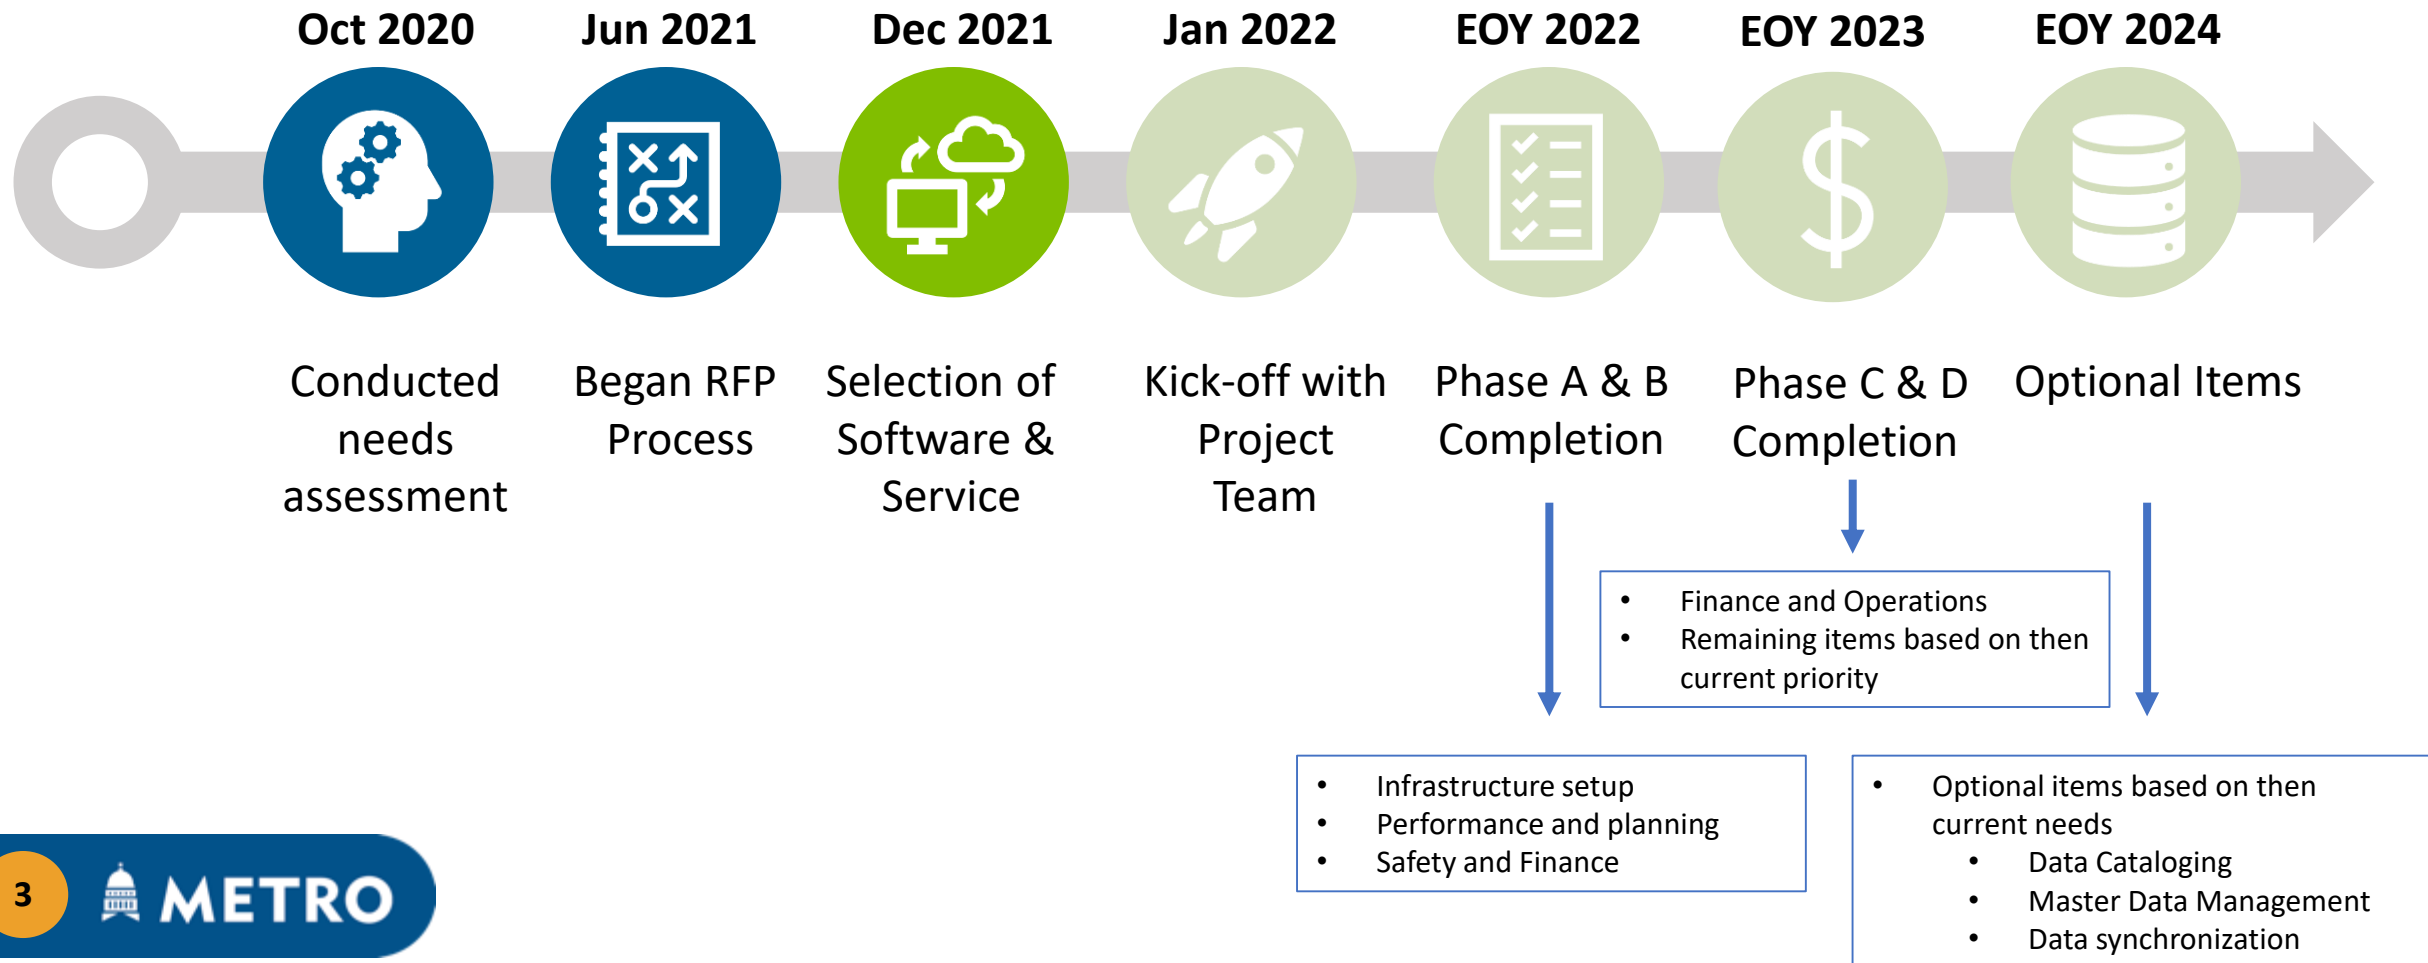 Oct 2020
Jun 2021
Dec 2021
Jan 2022
EOY 2022
EOY 2023
EOY 2024
Conducted
needs
assessment
Began RFP
Process
Selection of
Software &
Service
Kick-off with
Project
Team
Phase A & B
Completion
Phase C & D
Completion
Optional Items
• Finance and Operations
• Remaining items based on then
current priority
• Infrastructure setup
• Performance and planning
• Safety and Finance
• Optional items based on then
current needs
• Data Cataloging
• Master Data Management
• Data synchronization
3
METRO